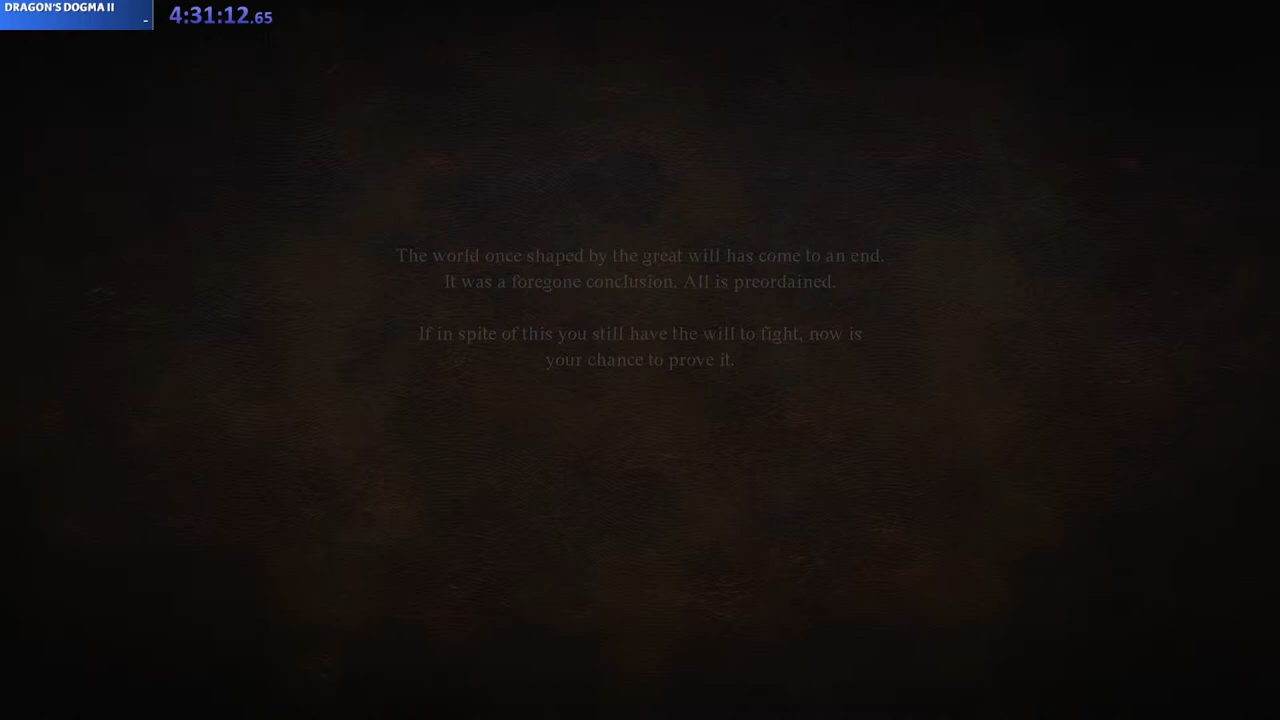 DRAGON'S DOGMA II
-
4:31:12.65
The world once shaped by the great will has come to an end.
It was a foregone conclusion. All is preordained.
If in spite of this you still have the will to fight, now is
your chance to prove it.